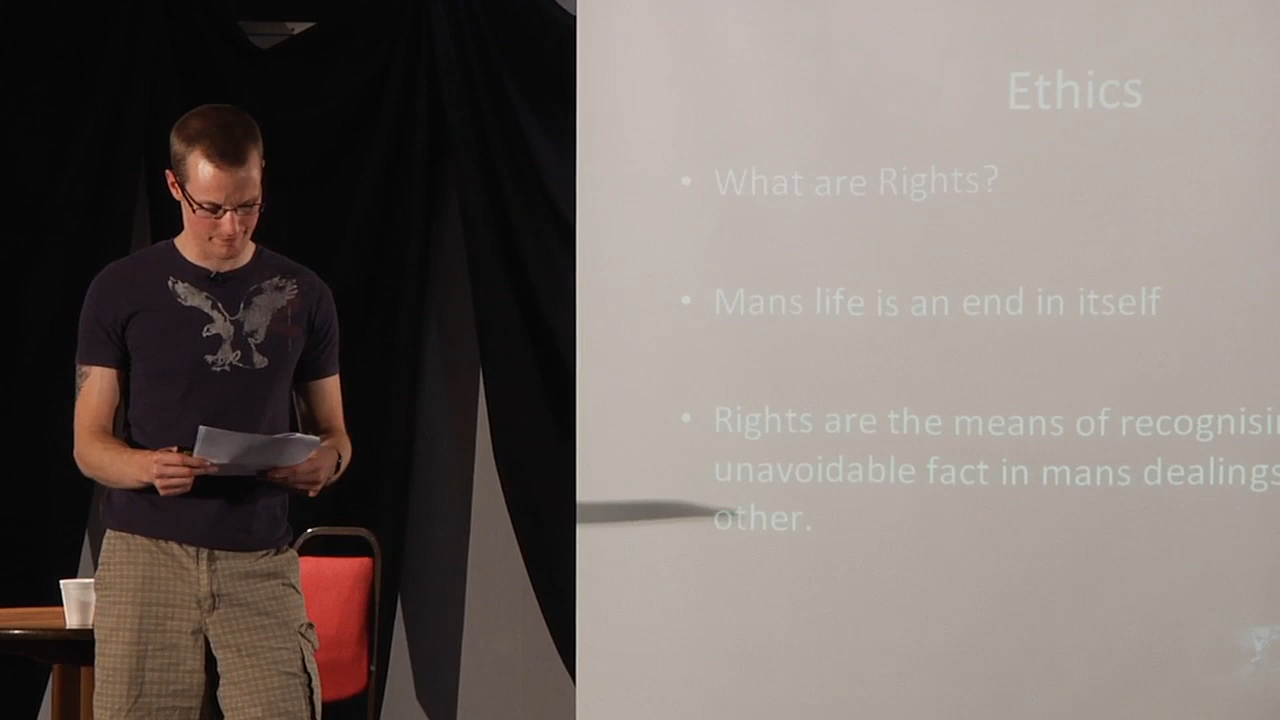 Ethics
• What are Rights?
• Mans life is an end in itself
• Rights are the means of recognisi
unavoidable fact in mans dealings
other.